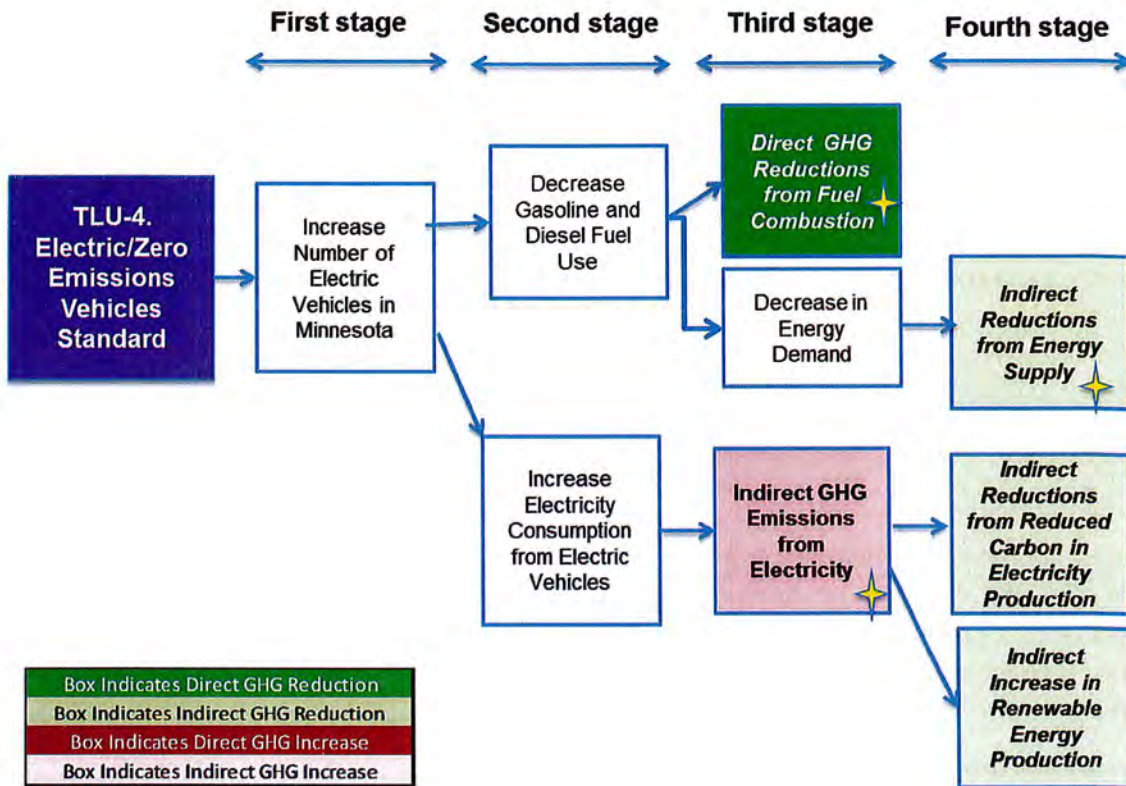 First stage
Second stage
Third stage
Fourth stage
TLU-4.
Electric/Zero
Emissions
Vehicles
Standard
Increase
Number of
Electric
Vehicles in
Minnesota
Decrease
Gasoline and
Diesel Fuel
Use
Direct GHG
Reductions
from Fuel
Combustion
Decrease in
Energy
Demand
Indirect
Reductions
from Energy
Supply
Increase
Electricity
Consumption
from Electric
Vehicles
Indirect GHG
Emissions
from
Electricity
Indirect
Reductions
from Reduced
Carbon in
Electricity
Production
Indirect
Increase in
Renewable
Energy
Production
Box Indicates Direct GHG Reduction
Box Indicates Indirect GHG Reduction
Box Indicates Direct GHG Increase
Box Indicates Indirect GHG Increase